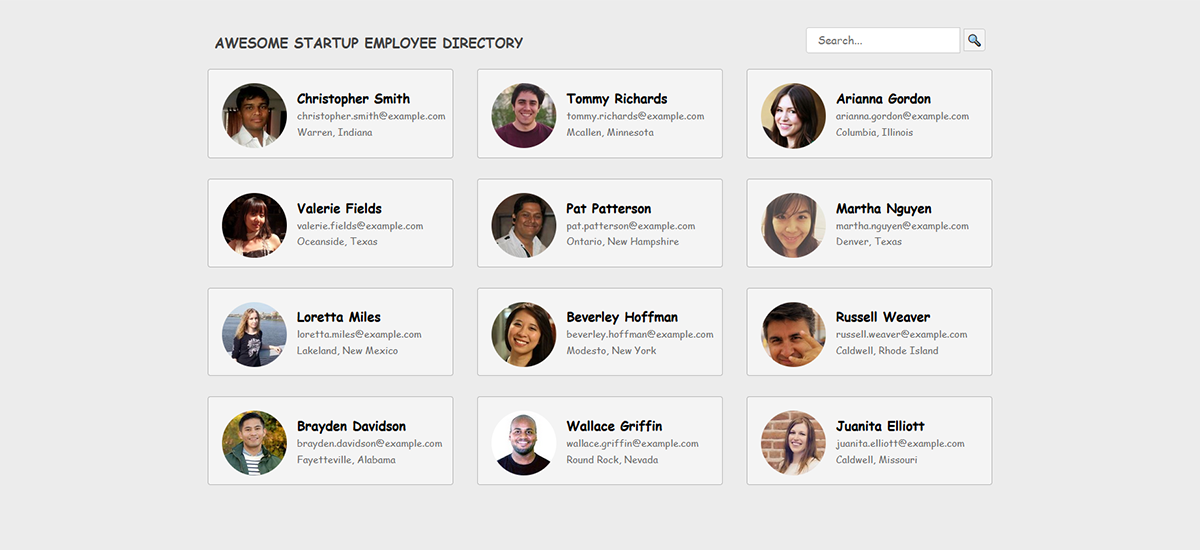 AWESOME STARTUP EMPLOYEE DIRECTORY
Search...
Christopher Smith
christopher.smith@example.com
Warren, Indiana
Tommy Richards
tommy.richards@example.com
Mcallen, Minnesota
Arianna Gordon
arianna.gordon@example.com
Columbia, Illinois
Valerie Fields
valerie.fields@example.com
Oceanside, Texas
Pat Patterson
pat.patterson@example.com
Ontario, New Hampshire
Martha Nguyen
martha.nguyen@example.com
Denver, Texas
Loretta Miles
loretta.miles@example.com
Lakeland, New Mexico
Beverley Hoffman
beverley.hoffman@example.com
Modesto, New York
Russell Weaver
russell.weaver@example.com
Caldwell, Rhode Island
Brayden Davidson
brayden.davidson@example.com
Fayetteville, Alabama
Wallace Griffin
wallace.griffin@example.com
Round Rock, Nevada
Juanita Elliott
juanita.elliott@example.com
Caldwell, Missouri